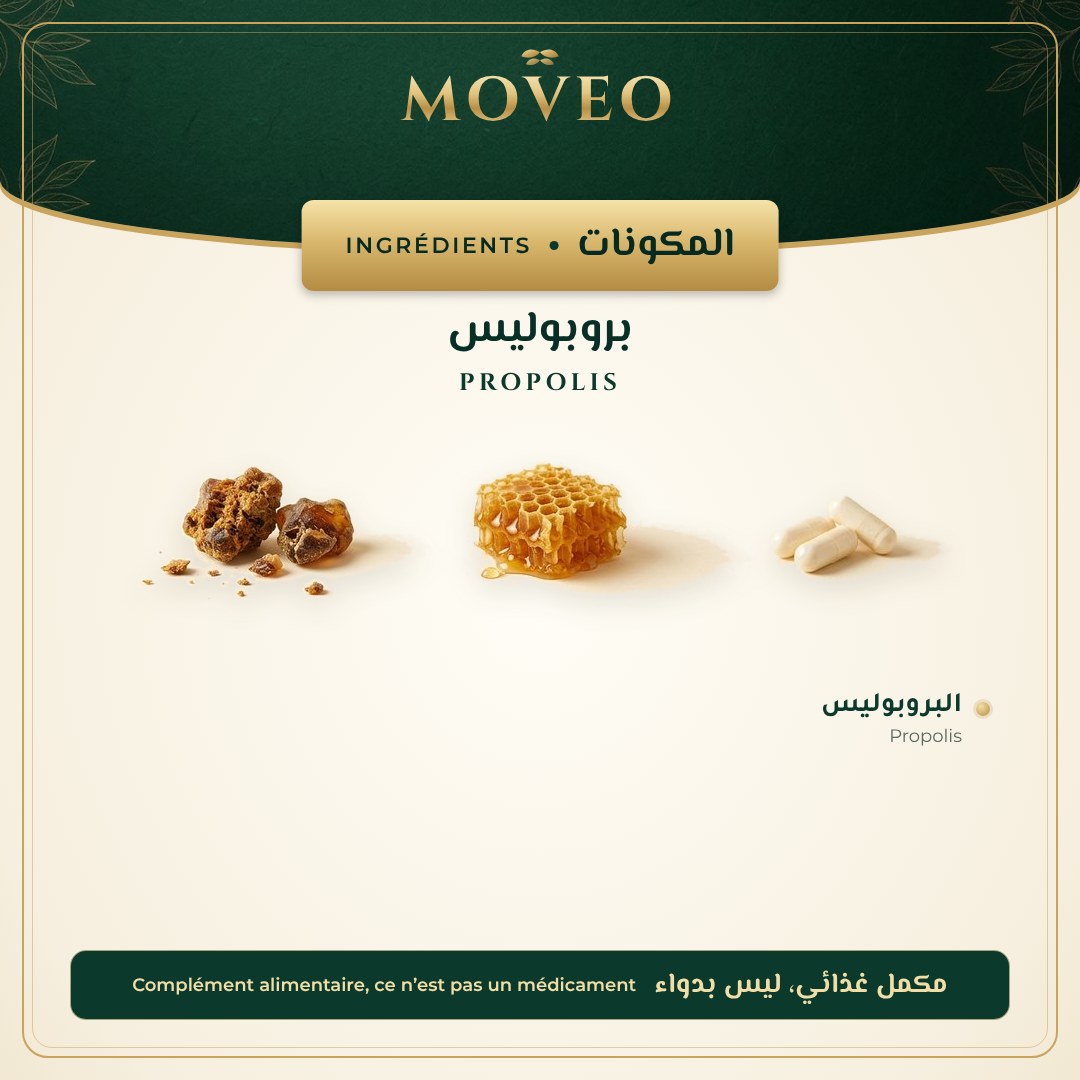 MOVEO
INGRÉDIENTS • المكونات
بروبوليس
PROPOLIS
البروبوليس
Propolis
Complément alimentaire, ce n’est pas un médicament مكمل غذائي، ليس بدواء